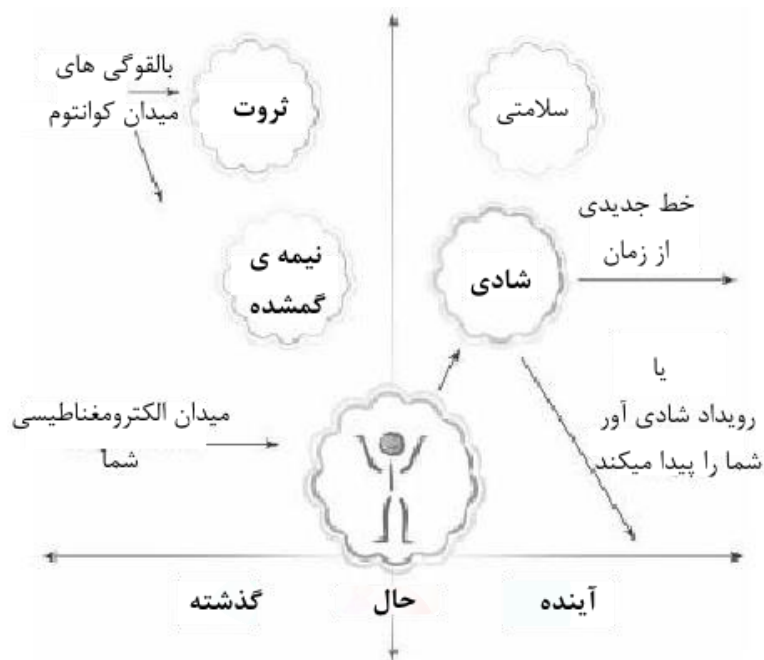 بالقوگی های
میدان کوانتوم
ثروت
سلامتی
نیمه ی
گمشده
شادی
خط جدیدی
از زمان
یا
رویداد شادی آور
شما را پیدا میکند
میدان الکترومغناطیسی
شما
گذشته
حال
آینده